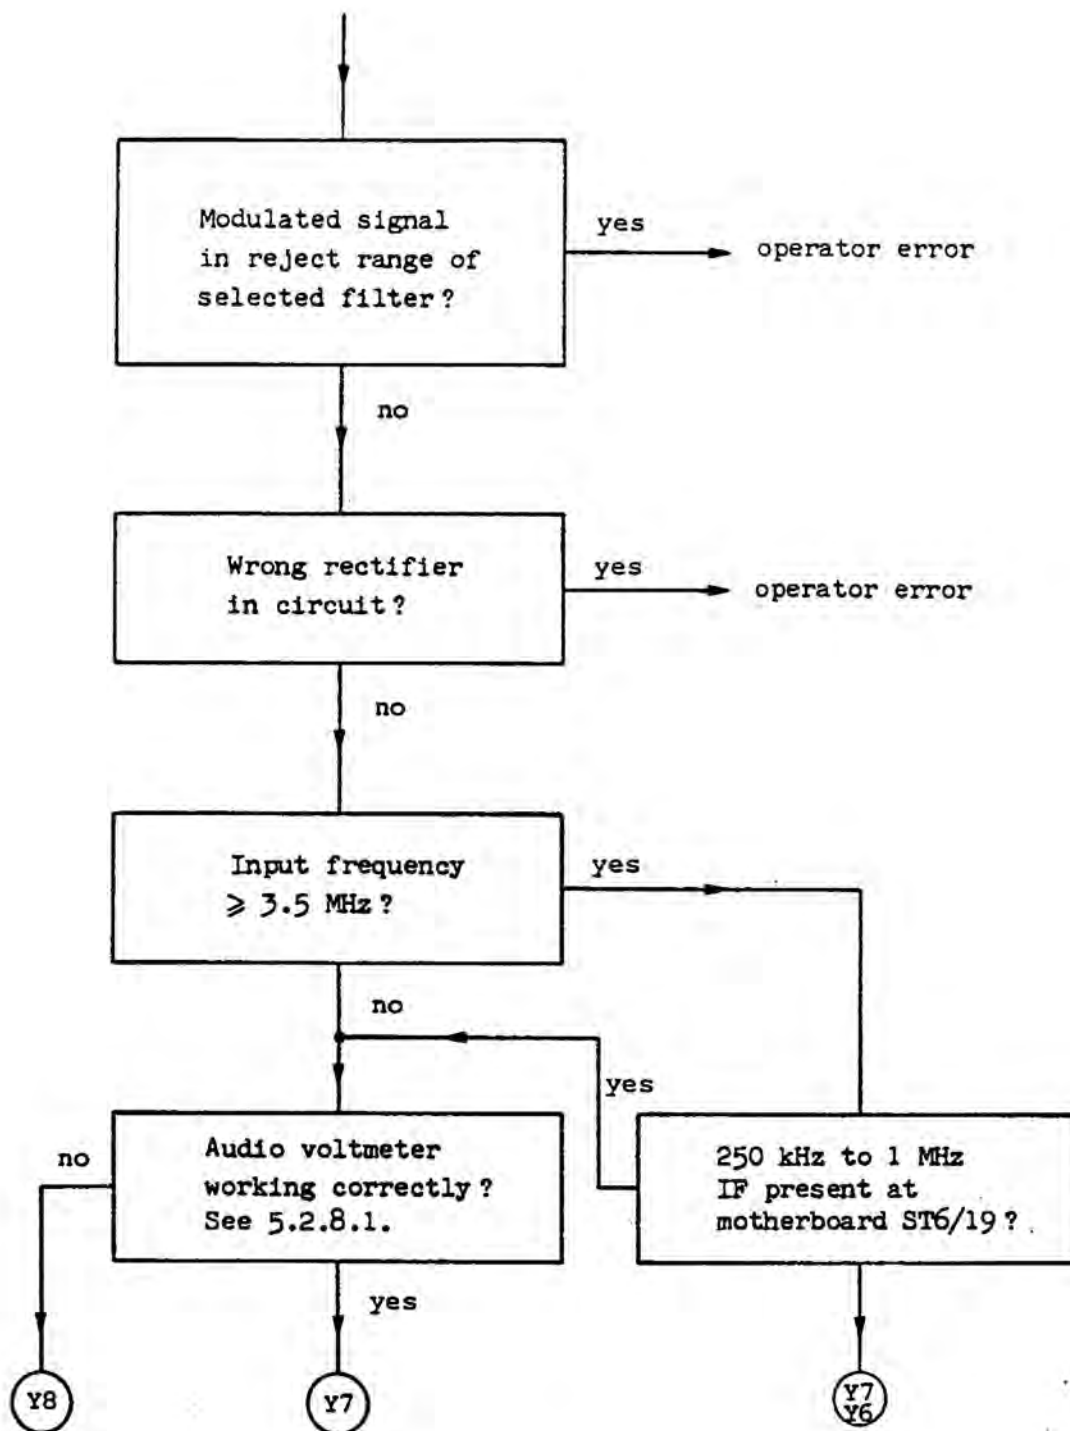 Modulated signal
in reject range of
selected filter?
yes
operator error
no
Wrong rectifier
in circuit?
yes
operator error
no
Input frequency
⩾ 3.5 MHz?
yes
no
yes
Audio voltmeter
working correctly?
See 5.2.8.1.
no
yes
250 kHz to 1 MHz
IF present at
motherboard ST6/19?
Y8
Y7
Y7
Y6